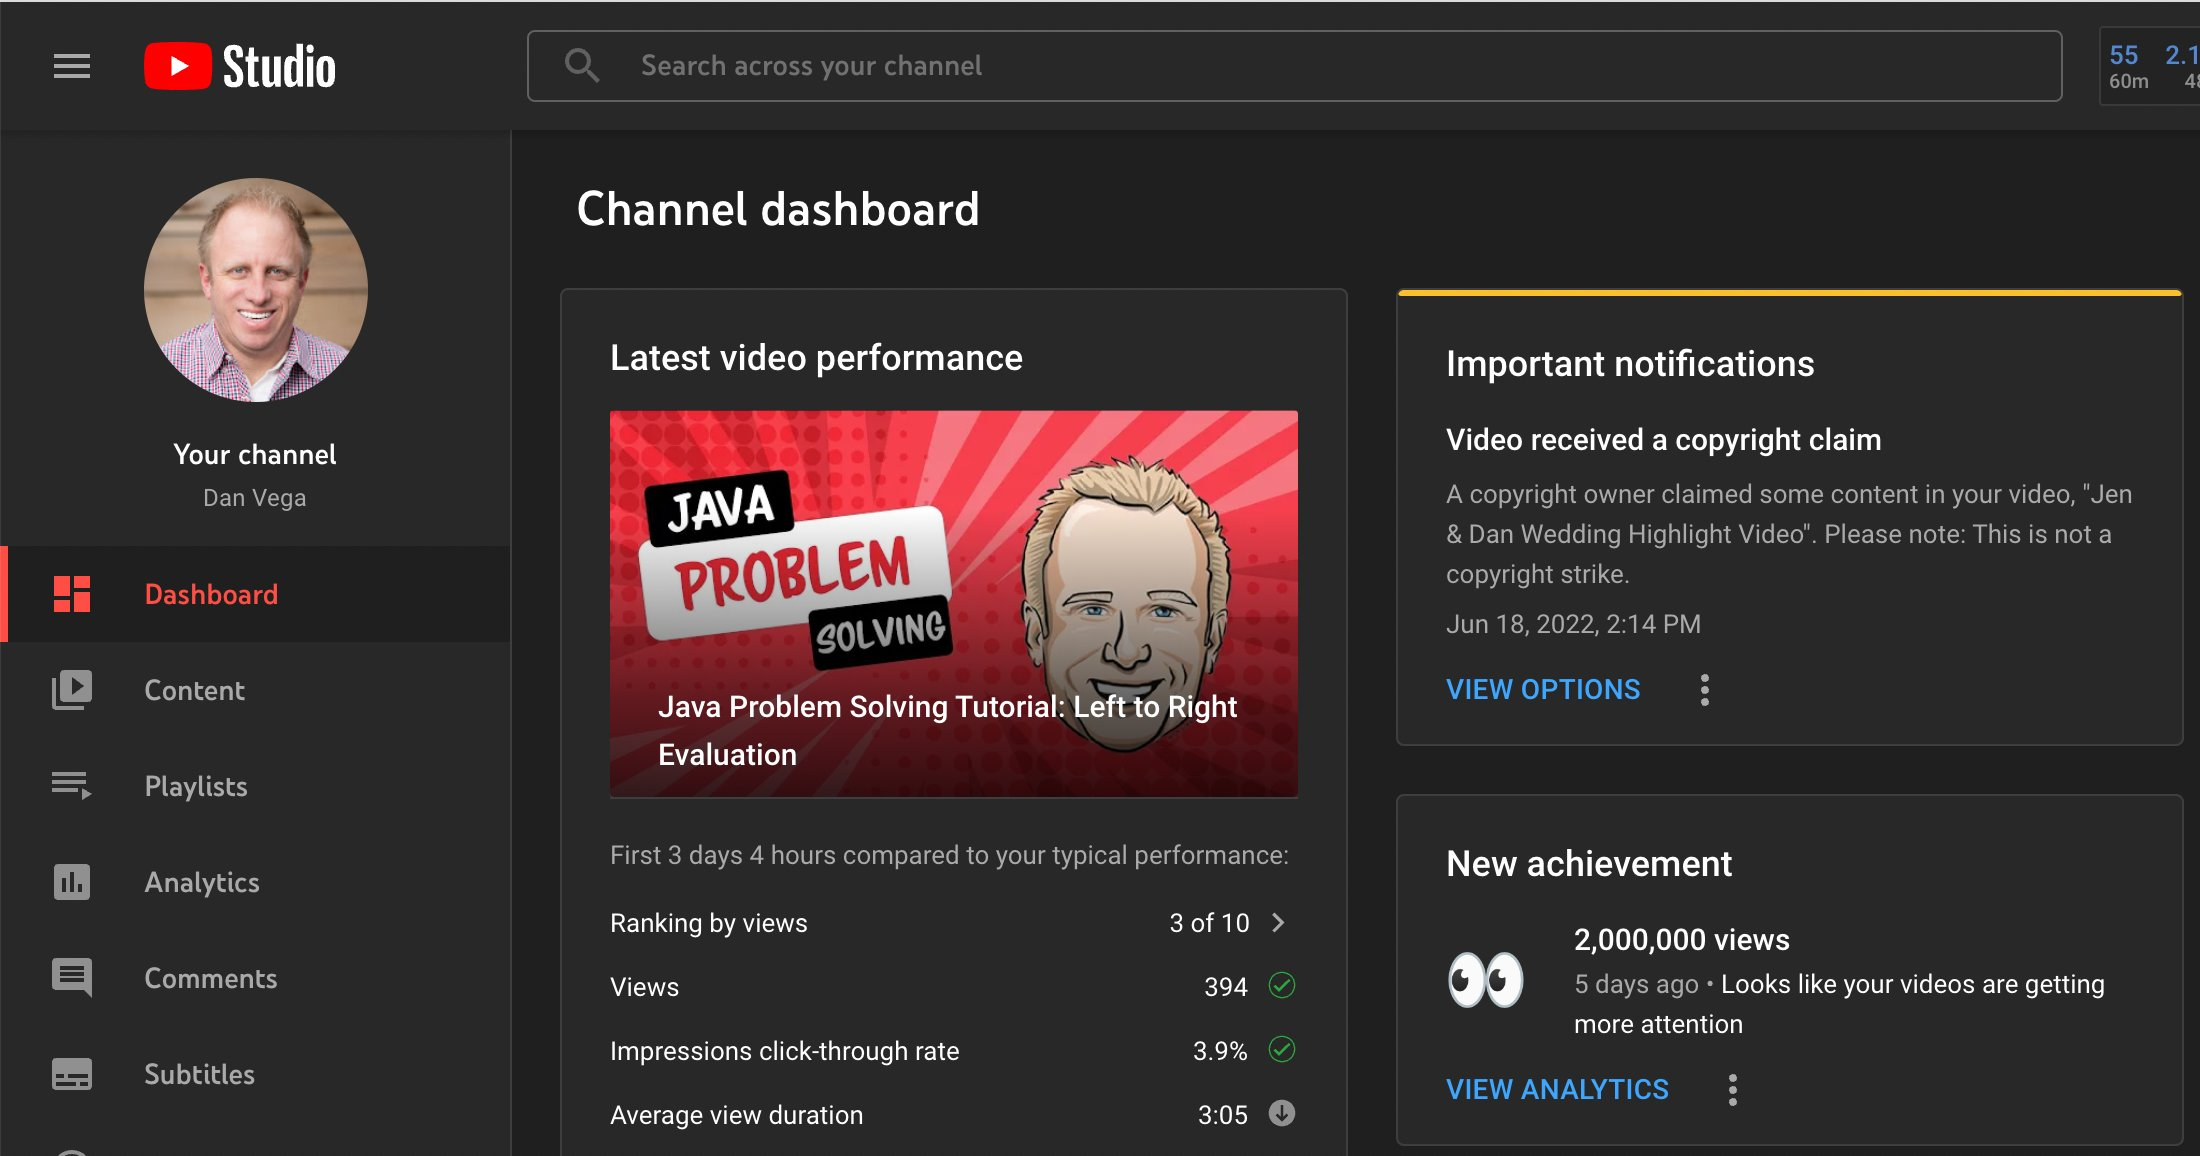 Studio
Search across your channel
55 2.1
60m 48
Your channel
Dan Vega
Dashboard
Content
Playlists
Analytics
Comments
Subtitles
Channel dashboard
Latest video performance
JAVA
PROBLEM
SOLVING
Java Problem Solving Tutorial: Left to Right
Evaluation
First 3 days 4 hours compared to your typical performance:
Ranking by views 3 of 10
Views 394
Impressions click-through rate 3.9%
Average view duration 3:05
Important notifications
Video received a copyright claim
A copyright owner claimed some content in your video, "Jen
& Dan Wedding Highlight Video". Please note: This is not a
copyright strike.
Jun 18, 2022, 2:14 PM
VIEW OPTIONS
New achievement
2,000,000 views
5 days ago • Looks like your videos are getting
more attention
VIEW ANALYTICS